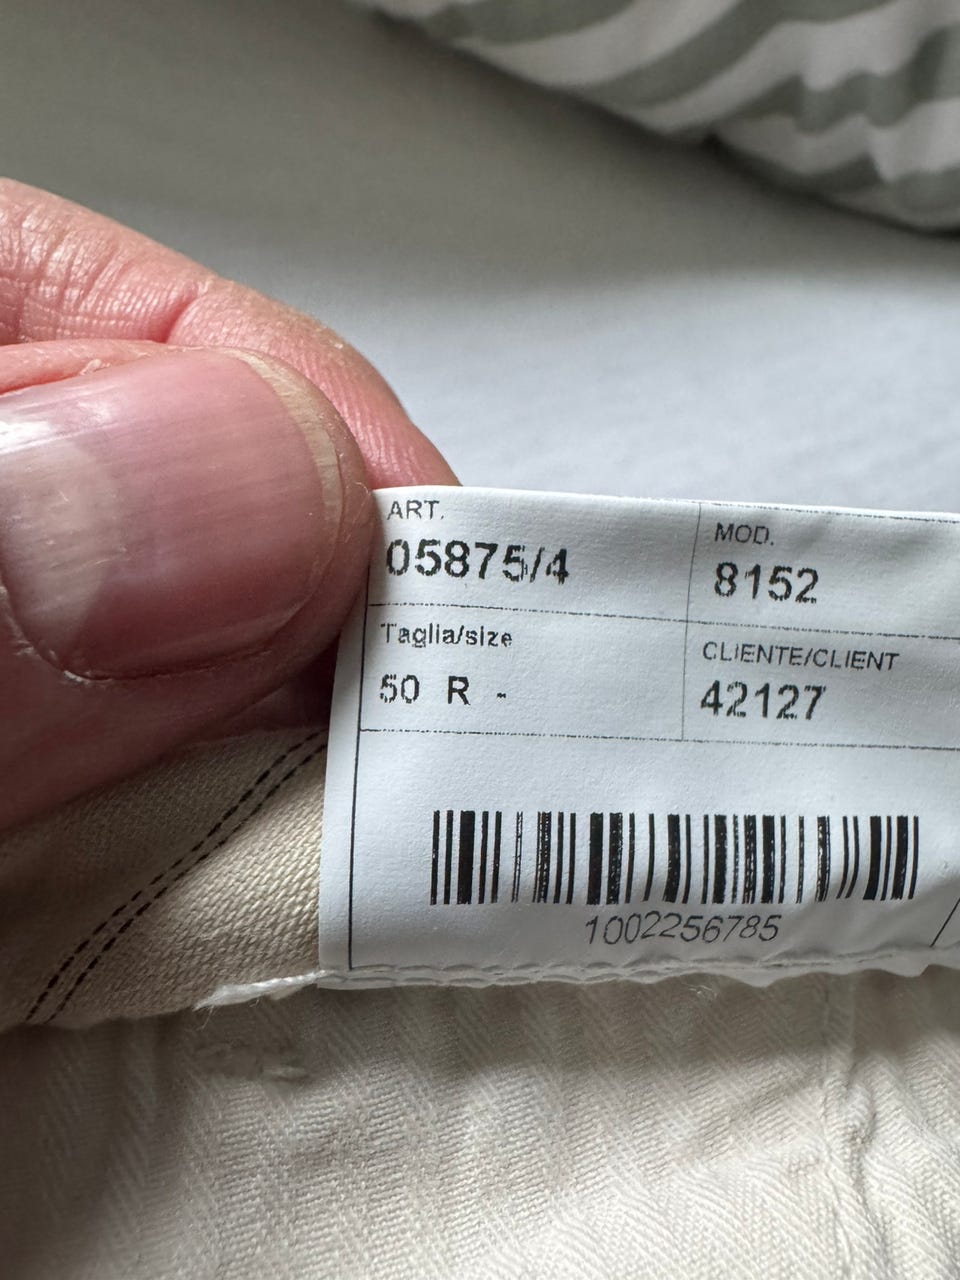 ART.
05875/4
MOD.
8152
Taglia/size
50 R -
CLIENTE/CLIENT
42127
1002256785